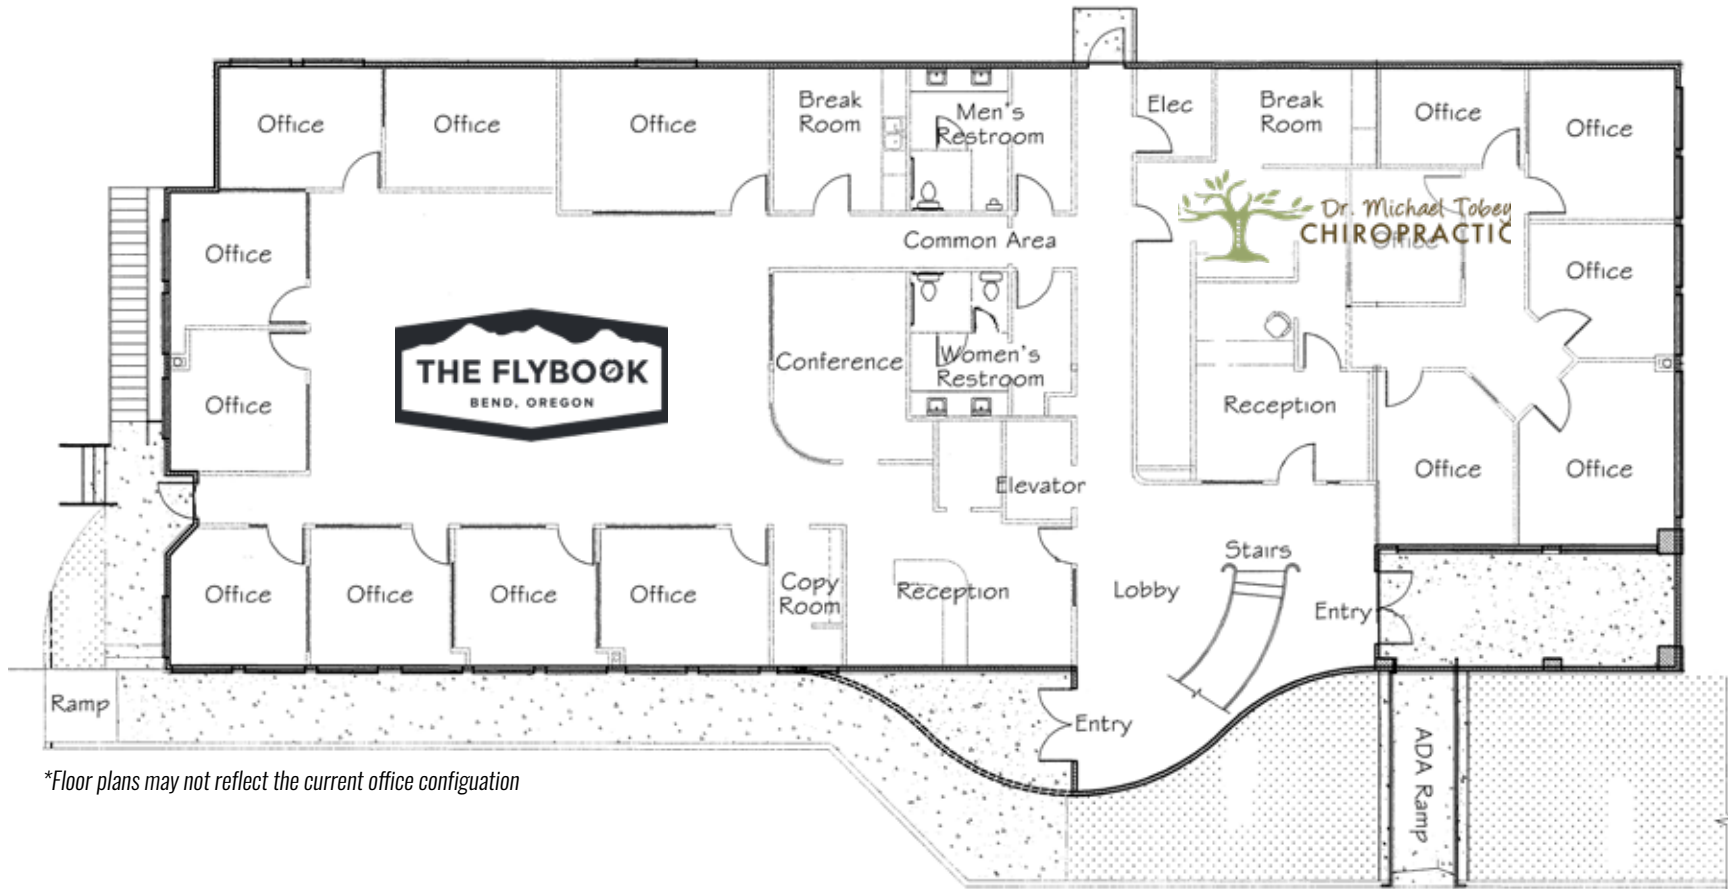 Office
Office
Office
Break
Room
Men's
Restroom
Elec
Break
Room
Office
Office
Office
Common Area
Dr. Michael Tobey
CHIROPRACTIC
Office
Office
THE FLYBOOK
BEND, OREGON
Conference
Women's
Restroom
Office
Reception
Elevator
Office
Office
Office
Office
Office
Office
Copy
Room
Reception
Lobby
Stairs
Entry
Ramp
Entry
ADA Ramp
*Floor plans may not reflect the current office configuation